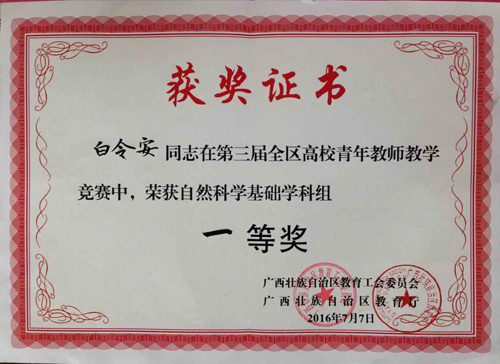 获奖证书
白令安同志在第三届全区高校青年教师教学
竞赛中，荣获自然科学基础学科组
一等奖
广西壮族自治区教育工会委员会
广西壮族自治区教育厅
2016年7月7日